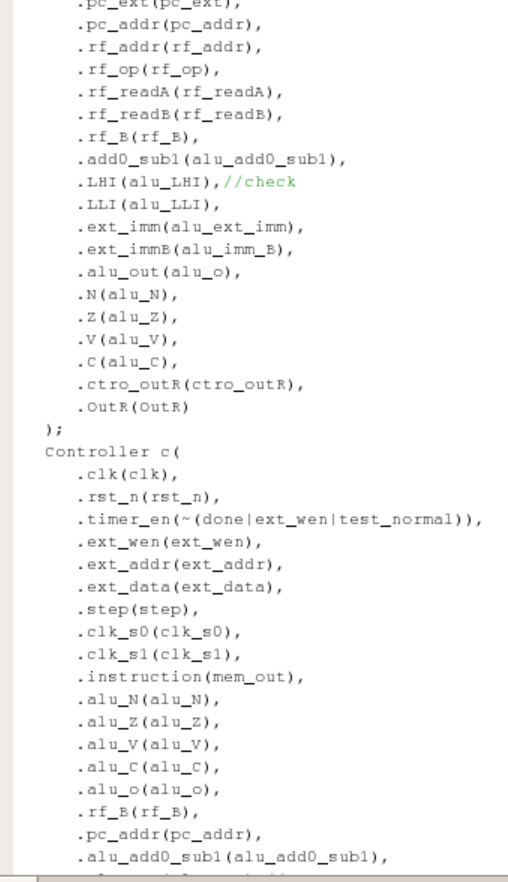 .pc_ext(pc_ext),
.pc_addr(pc_addr),
.rf_addr(rf_addr),
.rf_op(rf_op),
.rf_readA(rf_readA),
.rf_readB(rf_readB),
.rf_B(rf_B),
.add0_sub1(alu_add0_sub1),
.LHI(alu_LHI),//check
.LLI(alu_LLI),
.ext_imm(alu_ext_imm),
.ext_immB(alu_imm_B),
.alu_out(alu_o),
.N(alu_N),
.Z(alu_Z),
.V(alu_V),
.C(alu_C),
.ctro_outR(ctro_outR),
.OutR(OutR)
);
Controller c(
.clk(clk),
.rst_n(rst_n),
.timer_en(~(done|ext_wen|test_normal)),
.ext_wen(ext_wen),
.ext_addr(ext_addr),
.ext_data(ext_data),
.step(step),
.clk_s0(clk_s0),
.clk_s1(clk_s1),
.instruction(mem_out),
.alu_N(alu_N),
.alu_Z(alu_Z),
.alu_V(alu_V),
.alu_C(alu_C),
.alu_o(alu_o),
.rf_B(rf_B),
.pc_addr(pc_addr),
.alu_add0_sub1(alu_add0_sub1),